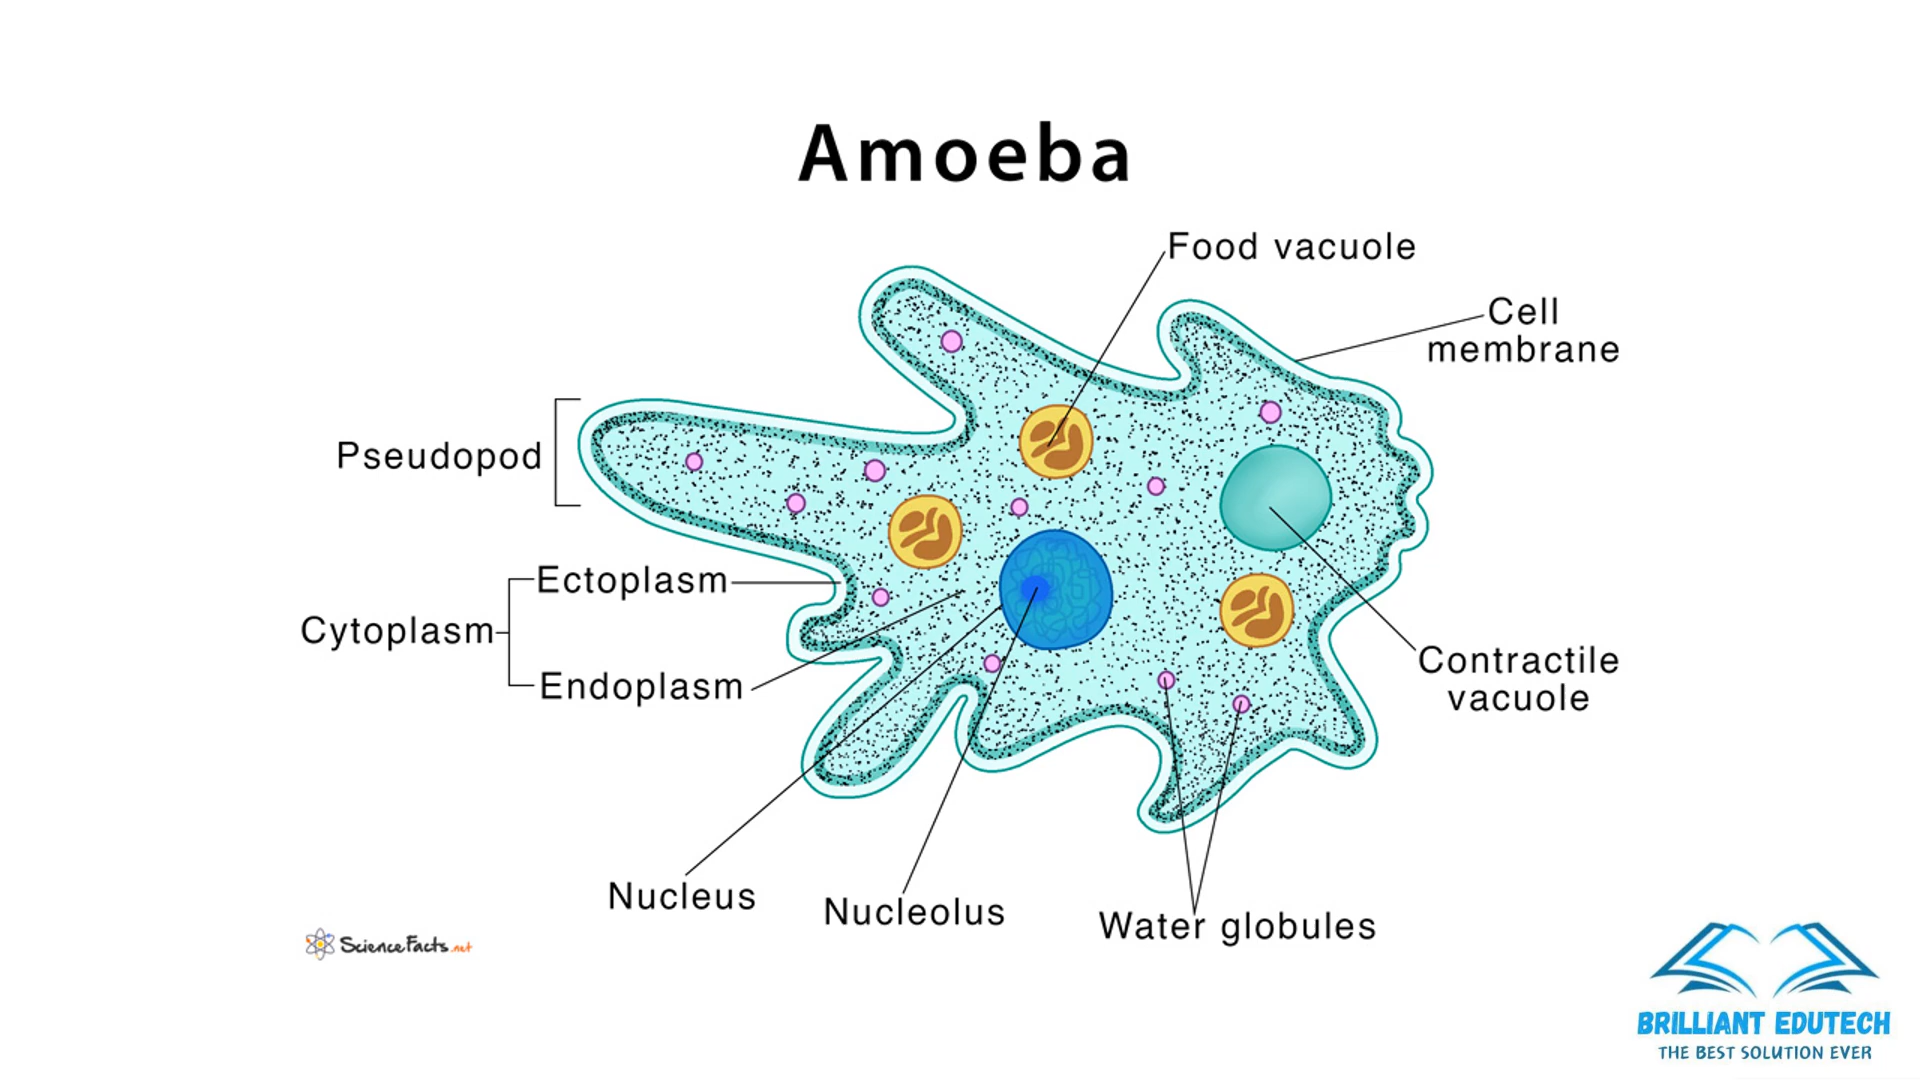 Amoeba
Food vacuole
Cell
membrane
Pseudopod
Ectoplasm
Cytoplasm
Endoplasm
Contractile
vacuole
Nucleus
Nucleolus
Water globules
ScienceFacts.net
BRILLIANT EDUTECH
THE BEST SOLUTION EVER